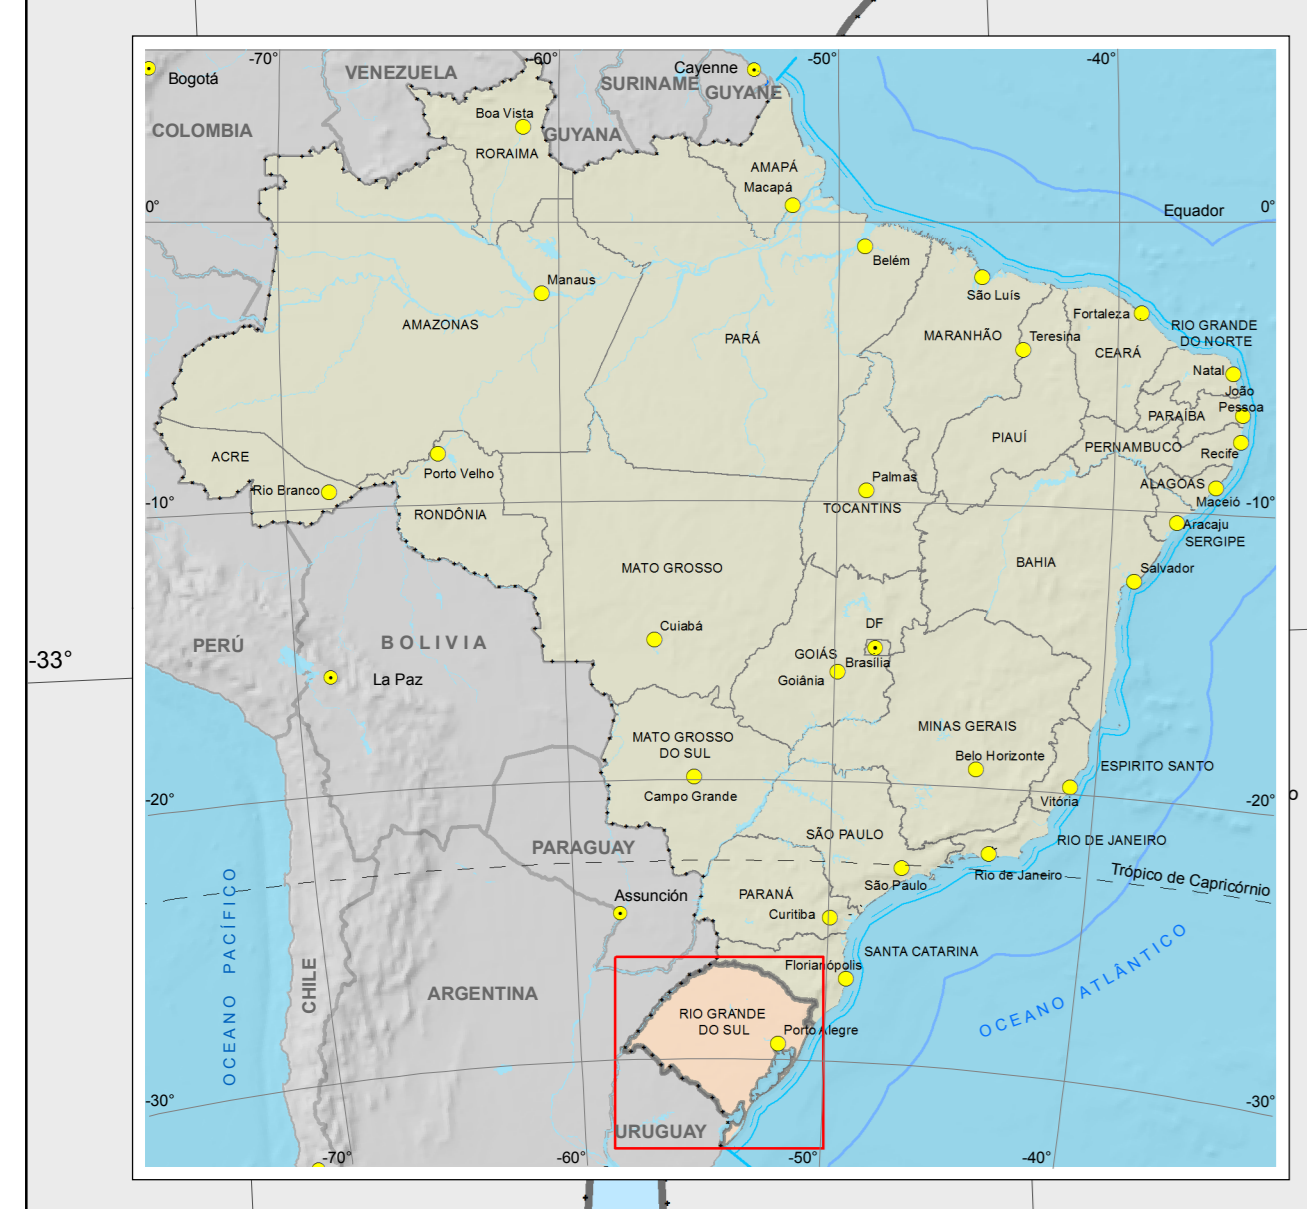 -70°
-60°
-50°
-40°
Bogotá
VENEZUELA
Cayenne
SURINAME
GUYANE
COLOMBIA
Boa Vista
GUYANA
RORAIMA
AMAPÁ
Macapá
0°
Equador
0°
Belém
Manaus
São Luís
Fortaleza
RIO GRANDE
DO NORTE
AMAZONAS
PARÁ
MARANHÃO
Teresina
CEARÁ
Natal
João
Pessoa
PARAÍBA
PIAUÍ
PERNAMBUCO
Recife
ACRE
Porto Velho
Palmas
ALAGOAS
Rio Branco
Maceió
-10°
-10°
TOCANTINS
RONDÔNIA
Aracaju
SERGIPE
MATO GROSSO
BAHIA
Salvador
Cuiabá
DF
PERÚ
BOLIVIA
GOIÁS
Brasília
-33°
La Paz
Goiânia
MINAS GERAIS
MATO GROSSO
DO SUL
Belo Horizonte
ESPIRITO SANTO
Campo Grande
Vitória
-20°
-20°
o
SÃO PAULO
RIO DE JANEIRO
PARAGUAY
Rio de Janeiro
Trópico de Capricórnio
São Paulo
PARANÁ
Assunción
Curitiba
OCEANO PACÍFICO
SANTA CATARINA
Florianópolis
CHILE
ARGENTINA
OCEANO ATLÂNTICO
RIO GRANDE
DO SUL
Porto Alegre
-30°
-30°
URUGUAY
-70°
-60°
-50°
-40°